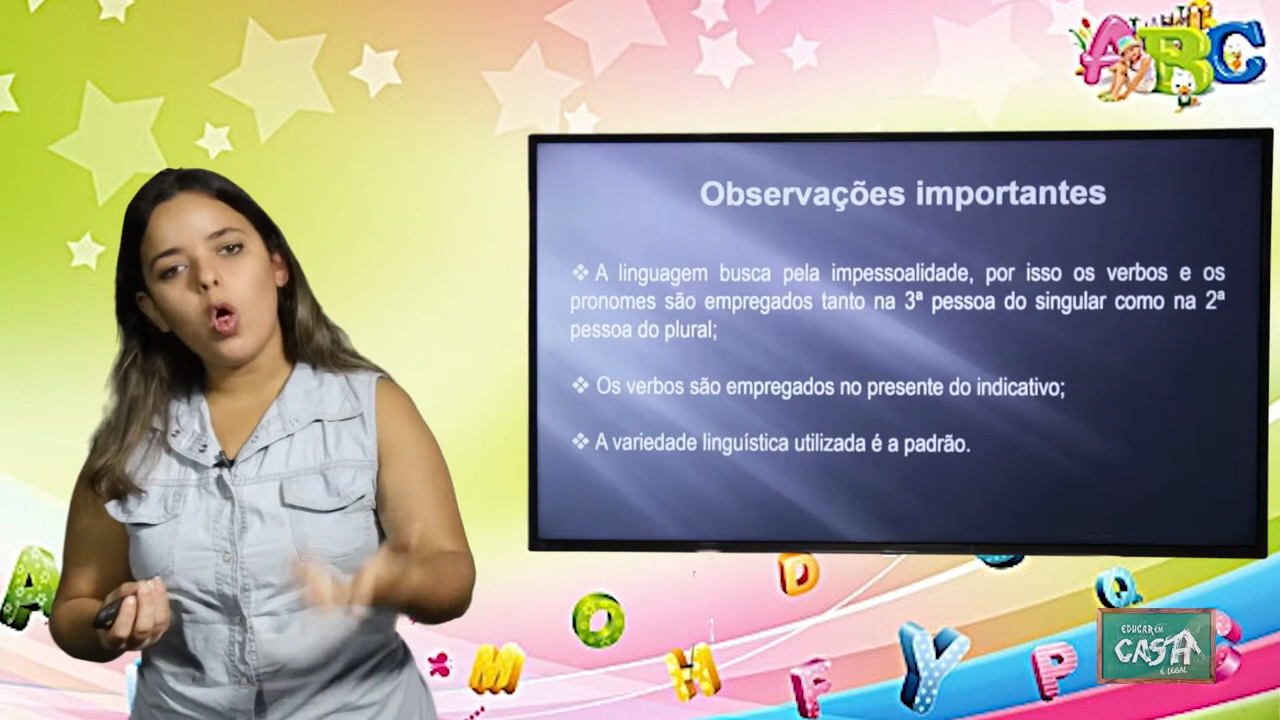 ABC
Observações importantes
❖ A linguagem busca pela impessoalidade, por isso os verbos e os
pronomes são empregados tanto na 3ª pessoa do singular como na 2ª
pessoa do plural;
❖ Os verbos são empregados no presente do indicativo;
❖ A variedade linguística utilizada é a padrão.
A
D
O
Q
M
H
F
Y
P
S
EDUCAR EM
CASA
É LEGAL